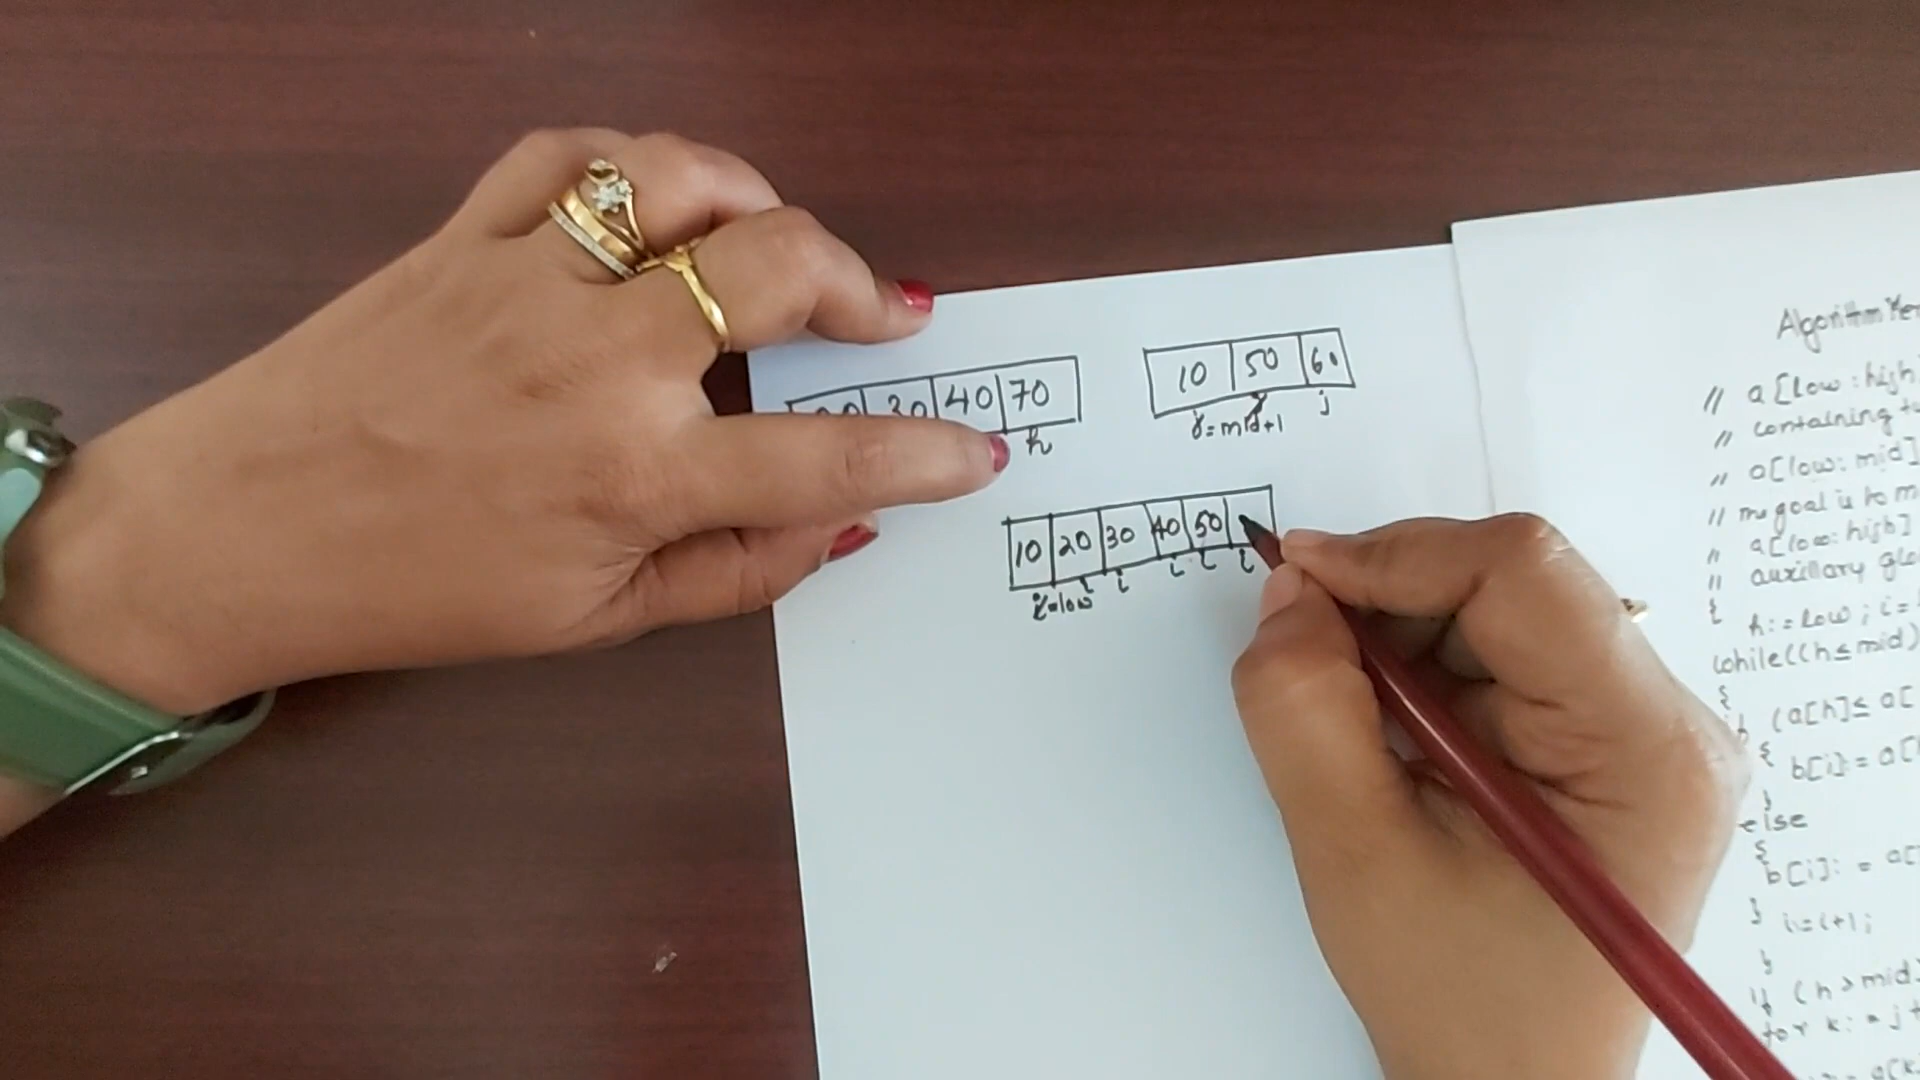 30 40 70
h
10 50 60
j=mid+1 j
10 20 30 40 50
i=low i i i i i
Algorithm
// a[low:high]
// containing
// a[low:mid]
// The goal is to
// a[low:high]
// auxillary
{
h:=low; i:=
while((h≤mid)
{
if (a[h]≤a[
{
b[i]:=a[
}
else
{
b[i]:=a[
}
i=i+1;
}
if (h>mid)
for k:=j
a[k